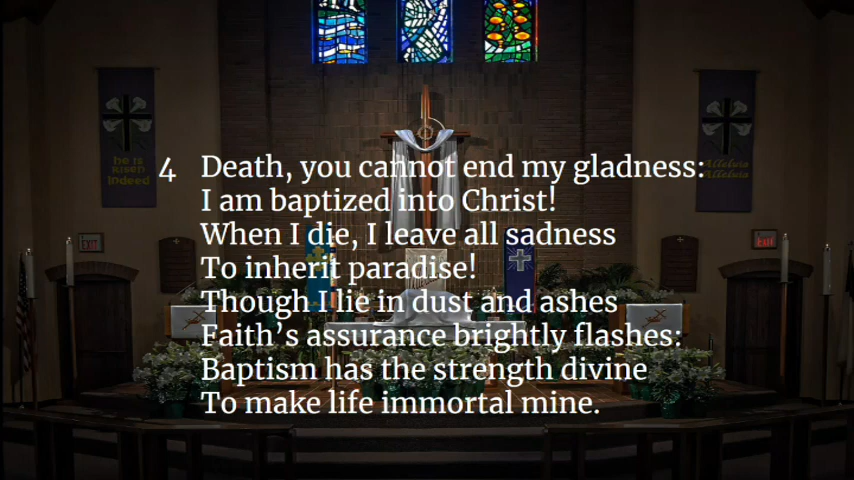 he is
risen
indeed
Alleluia
Alleluia
EXIT
EXIT
4 Death, you cannot end my gladness:
I am baptized into Christ!
When I die, I leave all sadness
To inherit paradise!
Though I lie in dust and ashes
Faith's assurance brightly flashes:
Baptism has the strength divine
To make life immortal mine.